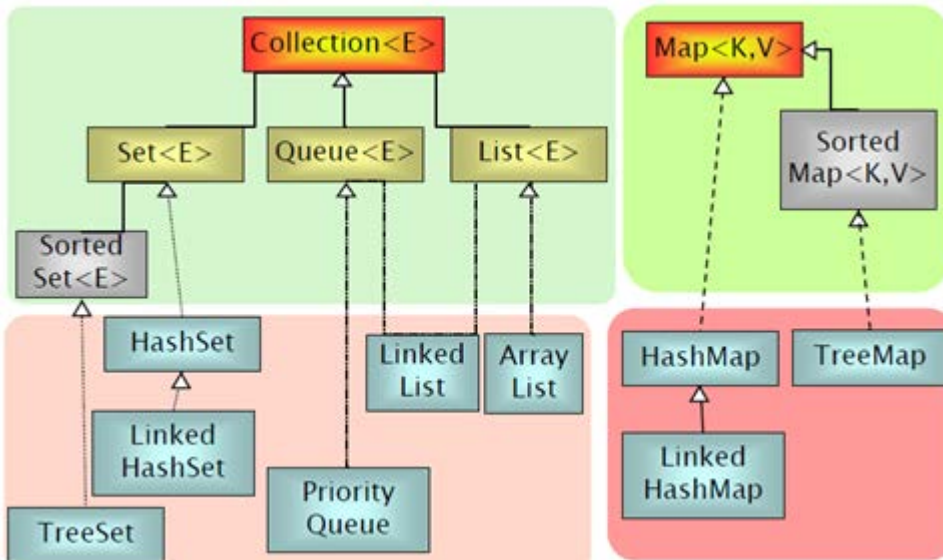 Collection<E>
Map<K,V>
Set<E>
Queue<E>
List<E>
Sorted
Map<K,V>
Sorted
Set<E>
HashSet
Linked
List
Array
List
HashMap
TreeMap
Linked
HashSet
Priority
Queue
Linked
HashMap
TreeSet